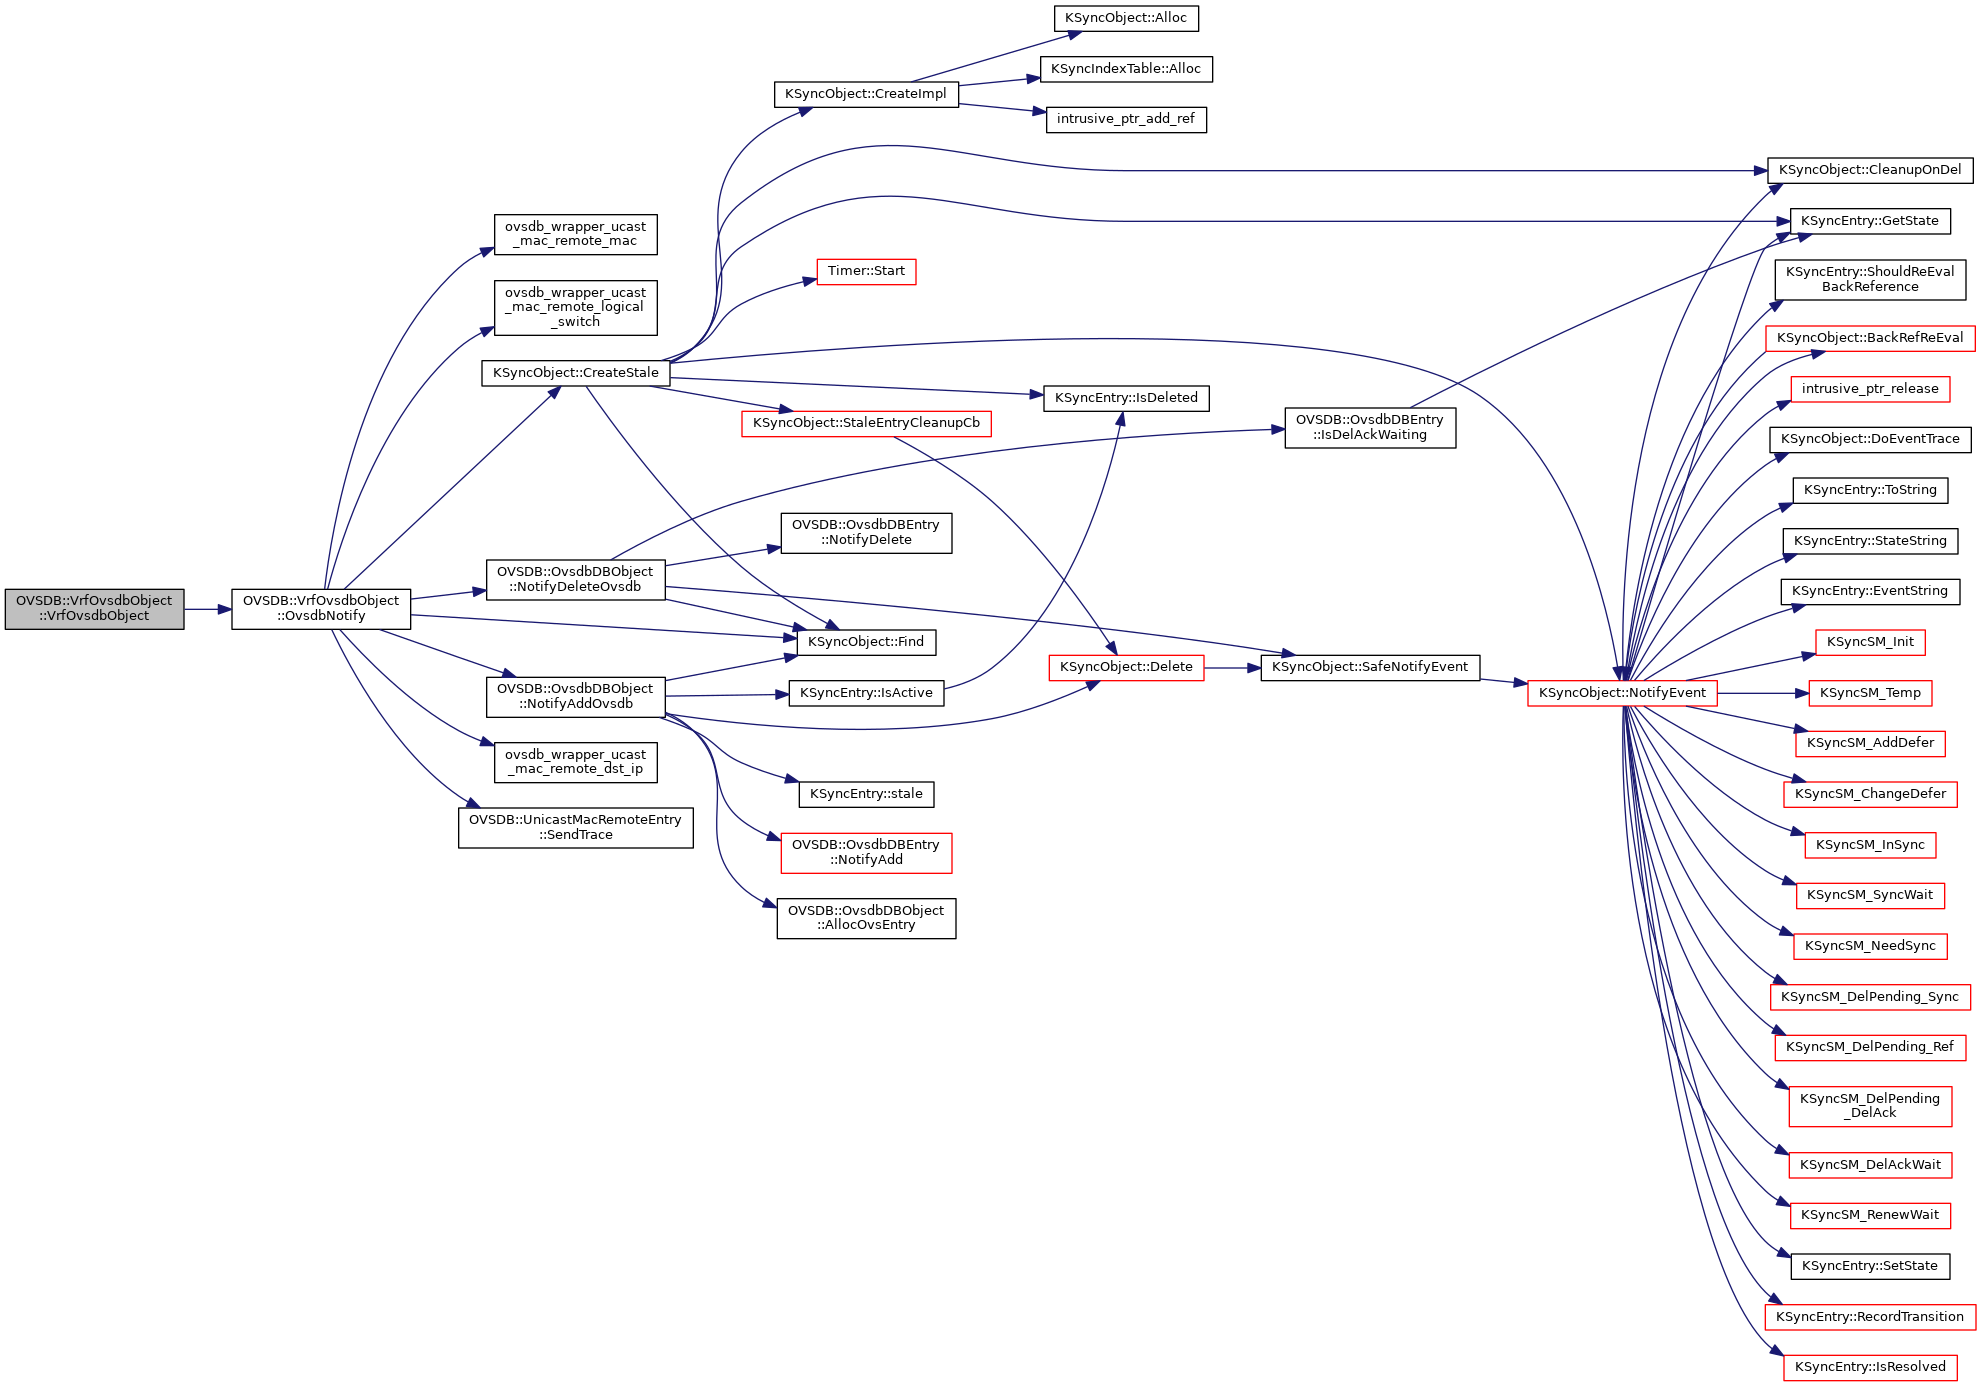 OVSDB::VrfOvsdbObject
::VrfOvsdbObject
OVSDB::VrfOvsdbObject
::OvsdbNotify
ovsdb_wrapper_ucast
_mac_remote_mac
ovsdb_wrapper_ucast
_mac_remote_logical
_switch
KSyncObject::CreateStale
OVSDB::OvsdbDBObject
::NotifyDeleteOvsdb
OVSDB::OvsdbDBObject
::NotifyAddOvsdb
ovsdb_wrapper_ucast
_mac_remote_dst_ip
OVSDB::UnicastMacRemoteEntry
::SendTrace
KSyncObject::CreateImpl
Timer::Start
KSyncObject::StaleEntryCleanupCb
OVSDB::OvsdbDBEntry
::NotifyDelete
KSyncObject::Find
KSyncEntry::IsActive
KSyncEntry::stale
OVSDB::OvsdbDBEntry
::NotifyAdd
OVSDB::OvsdbDBObject
::AllocOvsEntry
KSyncObject::Alloc
KSyncIndexTable::Alloc
intrusive_ptr_add_ref
KSyncEntry::IsDeleted
KSyncObject::Delete
OVSDB::OvsdbDBEntry
::IsDelAckWaiting
KSyncObject::SafeNotifyEvent
KSyncObject::NotifyEvent
KSyncObject::CleanupOnDel
KSyncEntry::GetState
KSyncEntry::ShouldReEval
BackReference
KSyncObject::BackRefReEval
intrusive_ptr_release
KSyncObject::DoEventTrace
KSyncEntry::ToString
KSyncEntry::StateString
KSyncEntry::EventString
KSyncSM_Init
KSyncSM_Temp
KSyncSM_AddDefer
KSyncSM_ChangeDefer
KSyncSM_InSync
KSyncSM_SyncWait
KSyncSM_NeedSync
KSyncSM_DelPending_Sync
KSyncSM_DelPending_Ref
KSyncSM_DelPending
_DelAck
KSyncSM_DelAckWait
KSyncSM_RenewWait
KSyncEntry::SetState
KSyncEntry::RecordTransition
KSyncEntry::IsResolved